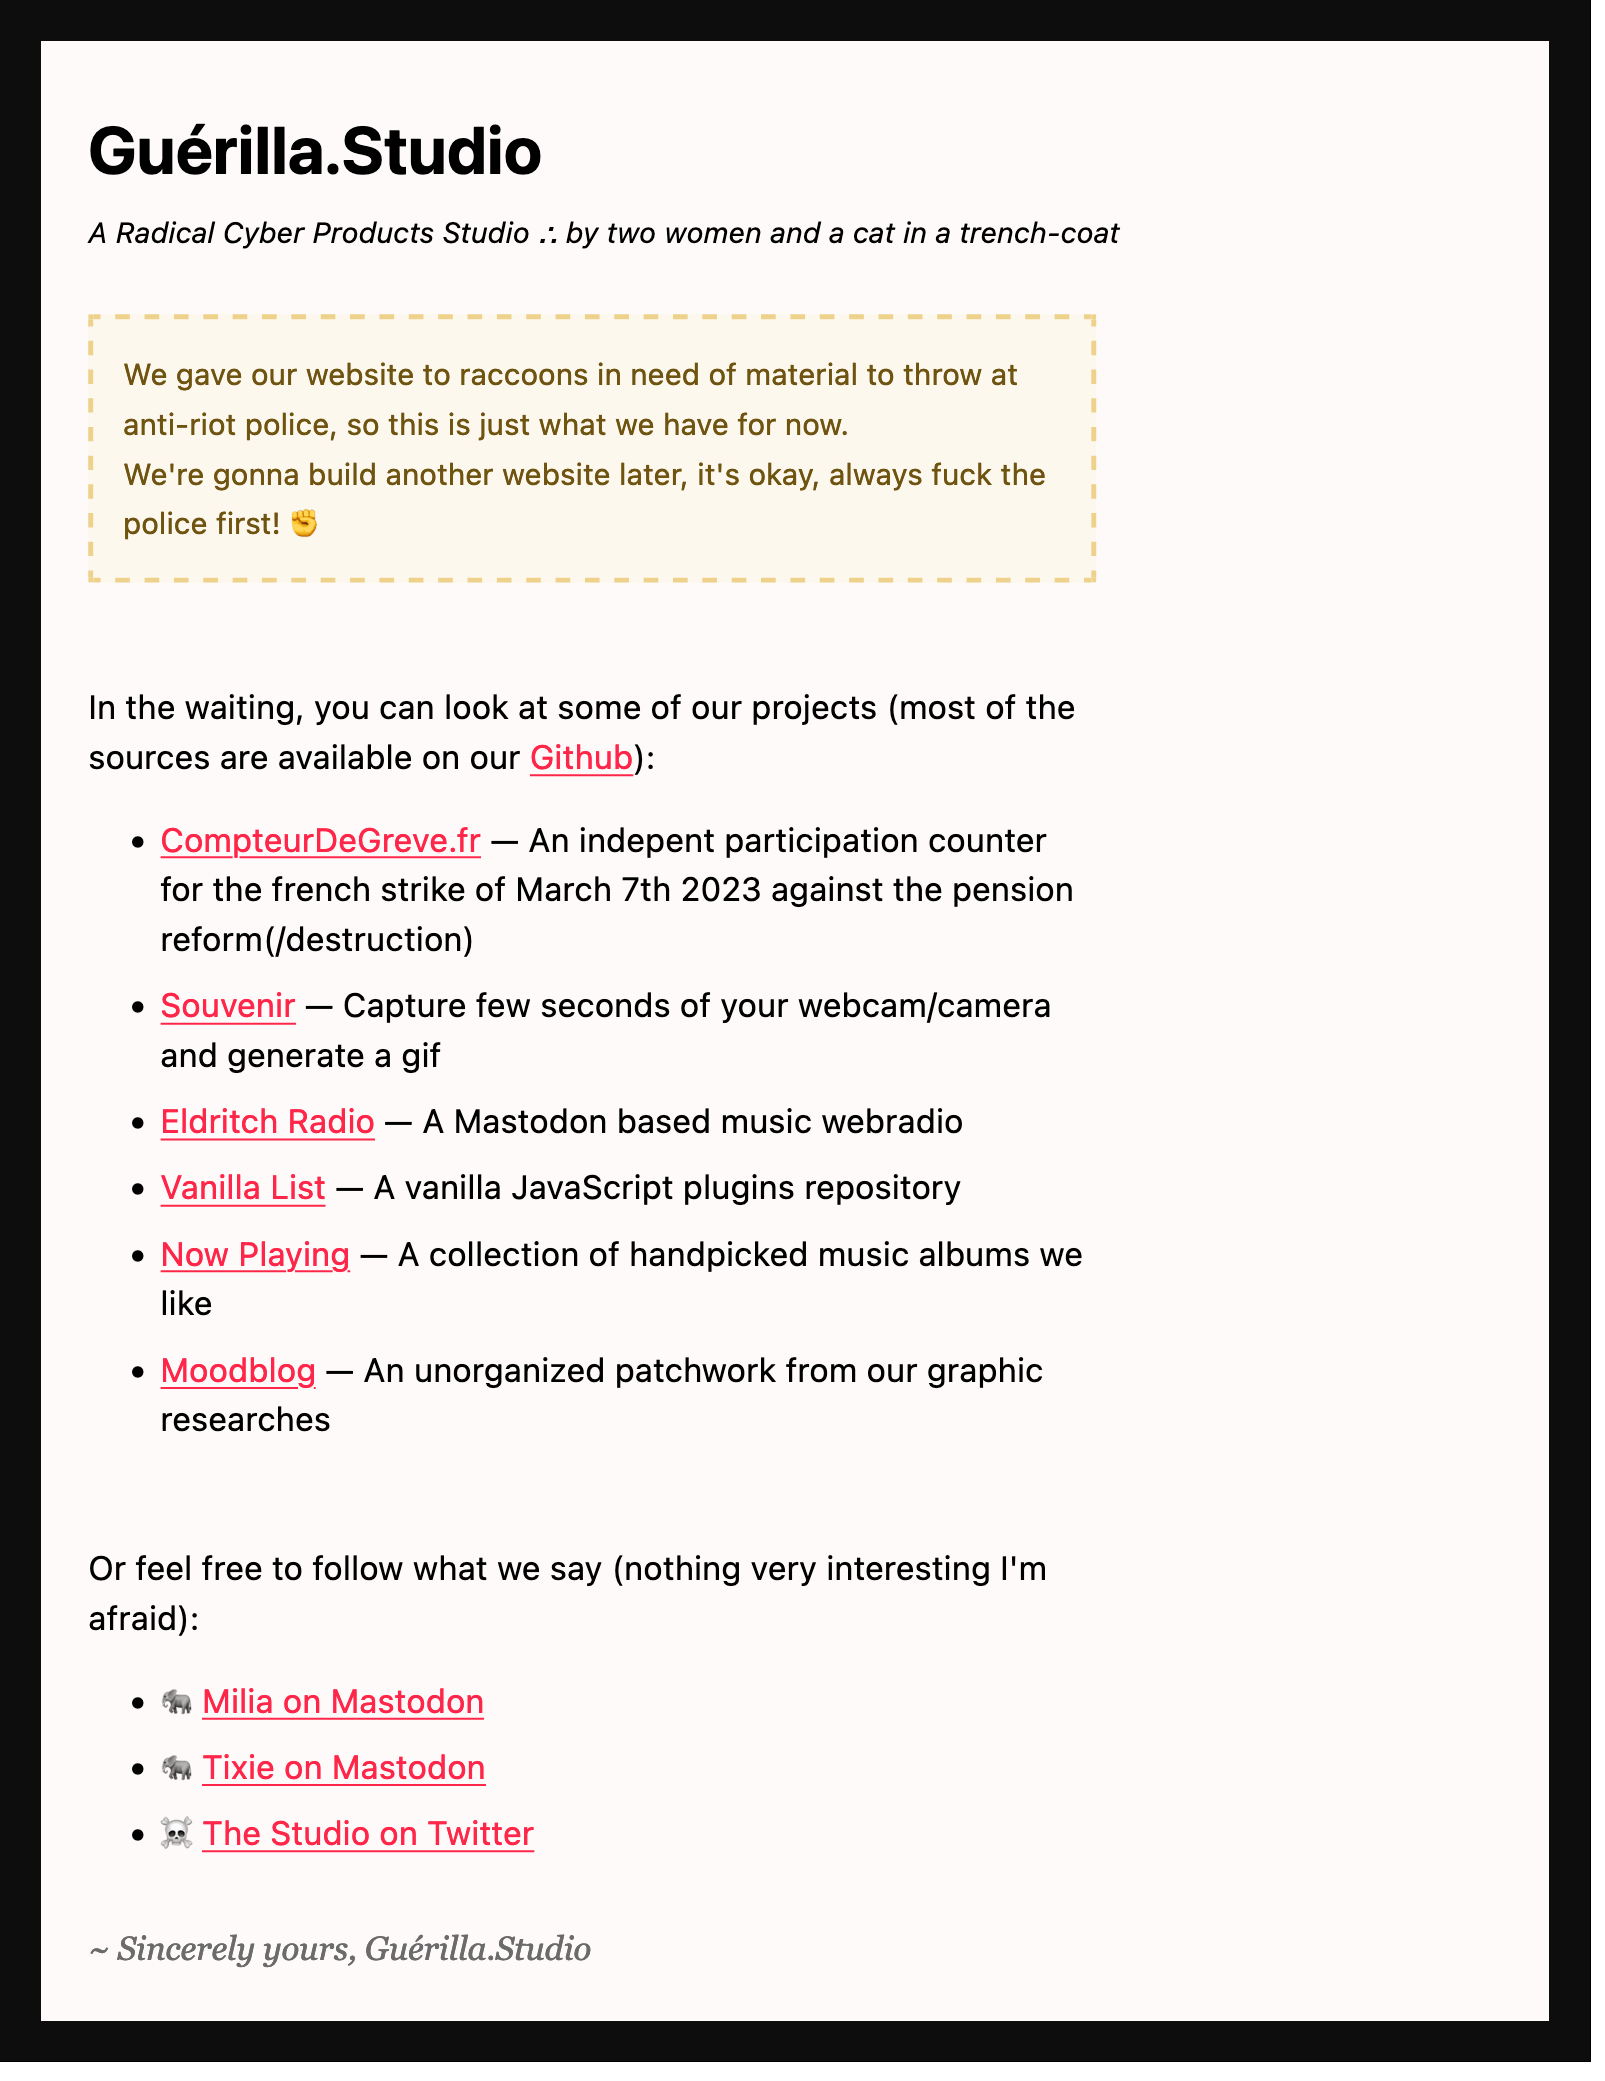 Guérilla.Studio
A Radical Cyber Products Studio ∴ by two women and a cat in a trench-coat
We gave our website to raccoons in need of material to throw at
anti-riot police, so this is just what we have for now.
We're gonna build another website later, it's okay, always fuck the
police first! ✊
In the waiting, you can look at some of our projects (most of the
sources are available on our Github):
• CompteurDeGreve.fr — An indepent participation counter
for the french strike of March 7th 2023 against the pension
reform(/destruction)
• Souvenir — Capture few seconds of your webcam/camera
and generate a gif
• Eldritch Radio — A Mastodon based music webradio
• Vanilla List — A vanilla JavaScript plugins repository
• Now Playing — A collection of handpicked music albums we
like
• Moodblog — An unorganized patchwork from our graphic
researches
Or feel free to follow what we say (nothing very interesting I'm
afraid):
• 🐘 Milia on Mastodon
• 🐘 Tixie on Mastodon
• ☠️ The Studio on Twitter
~ Sincerely yours, Guérilla.Studio